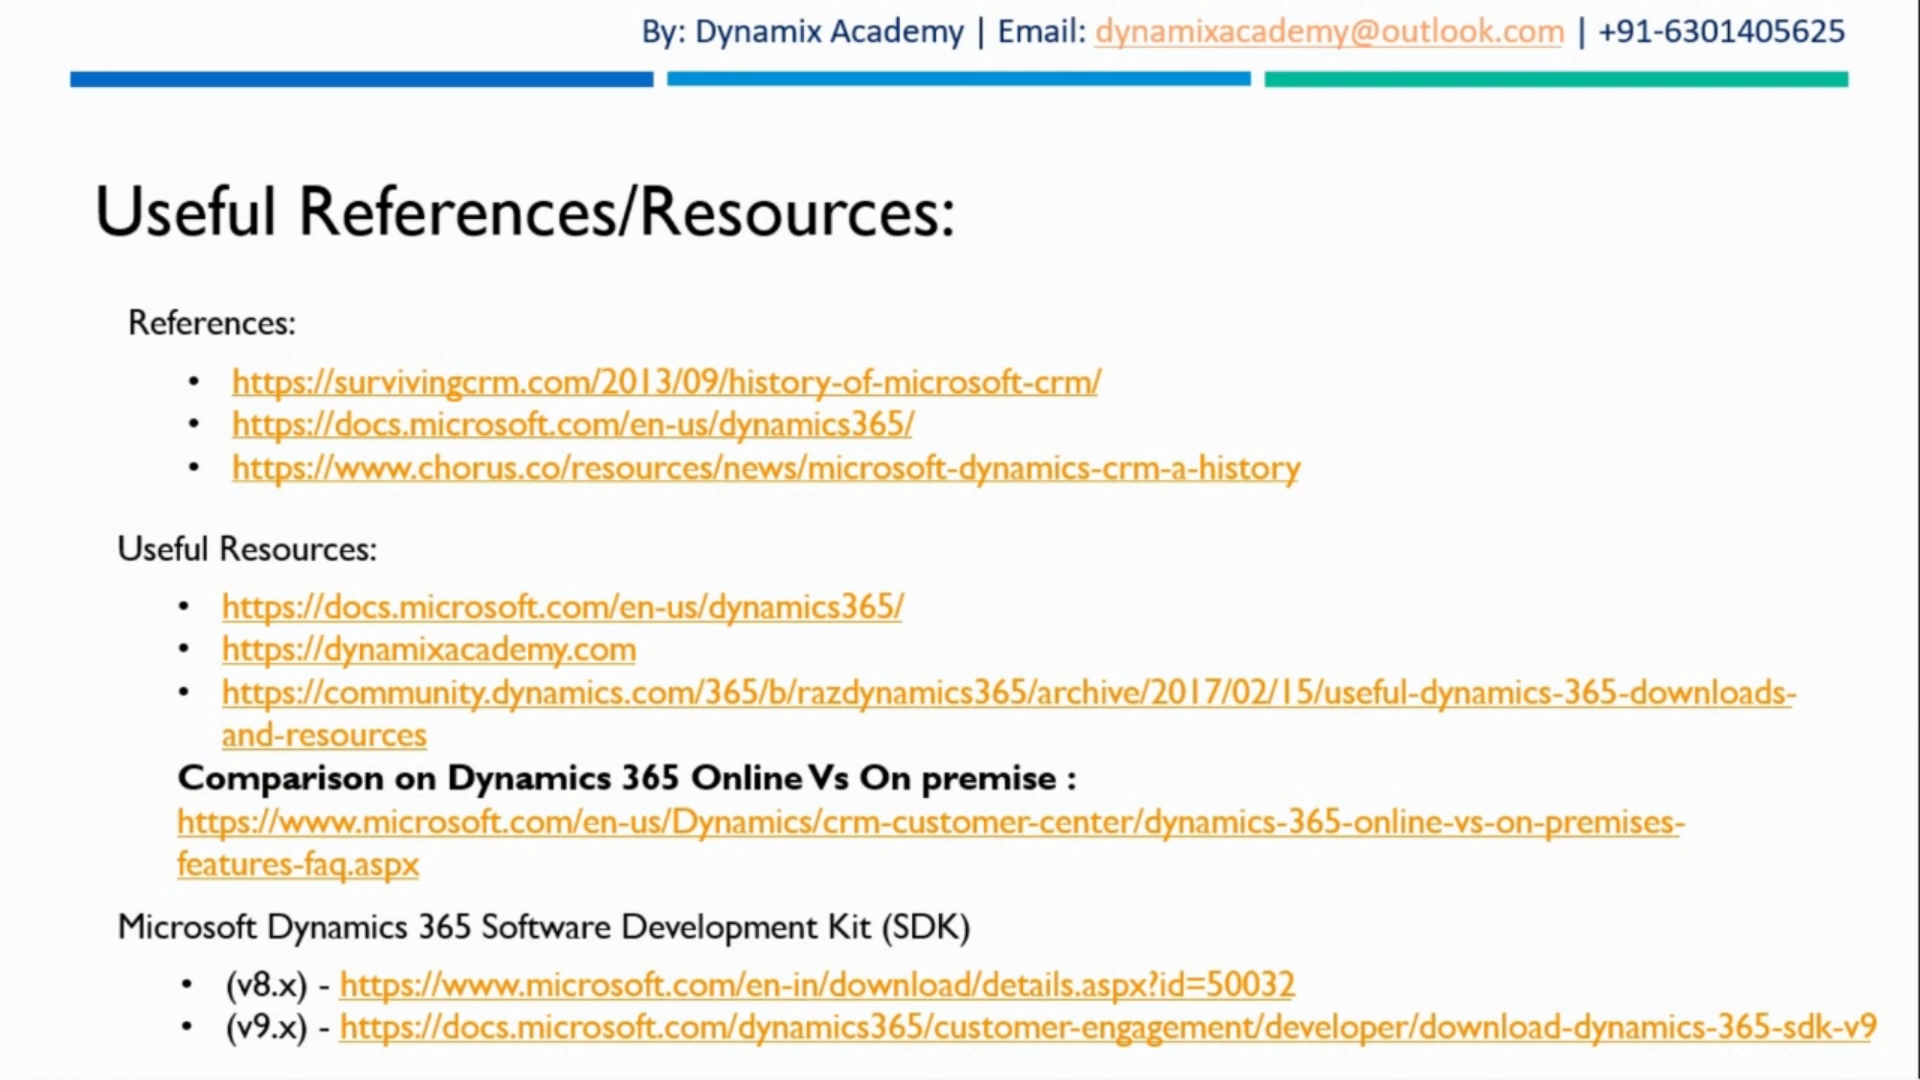 By: Dynamix Academy | Email: dynamixacademy@outlook.com | +91-6301405625
Useful References/Resources:
References:
• https://survivingcrm.com/2013/09/history-of-microsoft-crm/
• https://docs.microsoft.com/en-us/dynamics365/
• https://www.chorus.co/resources/news/microsoft-dynamics-crm-a-history
Useful Resources:
• https://docs.microsoft.com/en-us/dynamics365/
• https://dynamixacademy.com
• https://community.dynamics.com/365/b/razdynamics365/archive/2017/02/15/useful-dynamics-365-downloads-
and-resources
Comparison on Dynamics 365 Online Vs On premise :
https://www.microsoft.com/en-us/Dynamics/crm-customer-center/dynamics-365-online-vs-on-premises-
features-faq.aspx
Microsoft Dynamics 365 Software Development Kit (SDK)
• (v8.x) - https://www.microsoft.com/en-in/download/details.aspx?id=50032
• (v9.x) - https://docs.microsoft.com/dynamics365/customer-engagement/developer/download-dynamics-365-sdk-v9